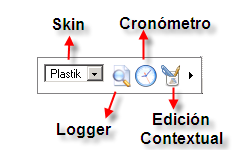 Skin
Cronómetro
Plastik
Logger
Edición
Contextual